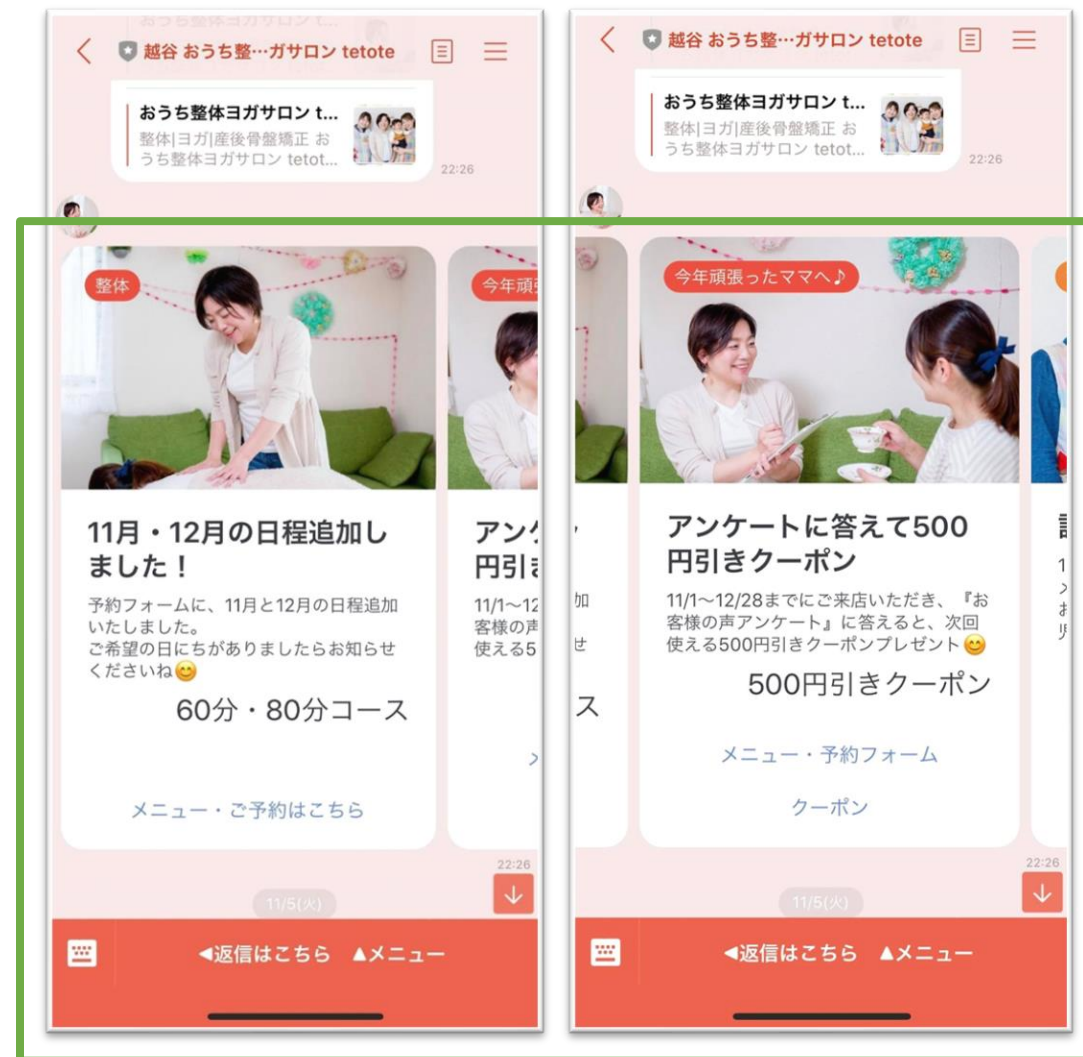 越谷 おうち整…ガサロン tetote
おうち整体ヨガサロン t...
整体|ヨガ|産後骨盤矯正 お
うち整体ヨガサロン tetot...
22:26
整体
11月・12月の日程追加し
ました！
予約フォームに、11月と12月の日程追加
いたしました。
ご希望の日にちがありましたらお知らせ
くださいね😊
60分・80分コース
メニュー・ご予約はこちら
今年頑
アン
円引き
11/1〜12
客様の声
使える5
22:26
11/5(火)
◀返信はこちら ▲メニュー
越谷 おうち整…ガサロン tetote
おうち整体ヨガサロン t...
整体|ヨガ|産後骨盤矯正 お
うち整体ヨガサロン tetot...
22:26
加
せ
ス
今年頑張ったママへ♪
アンケートに答えて500
円引きクーポン
11/1〜12/28までにご来店いただき、『お
客様の声アンケート』に答えると、次回
使える500円引きクーポンプレゼント😊
500円引きクーポン
メニュー・予約フォーム
クーポン
22:26
11/5(火)
◀返信はこちら ▲メニュー